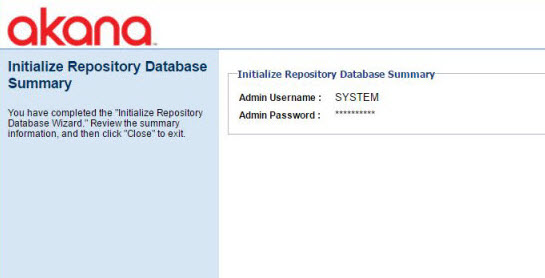 akana
Initialize Repository Database
Summary
You have completed the "Initialize Repository
Database Wizard." Review the summary
information, and then click "Close" to exit.
Initialize Repository Database Summary
Admin Username : SYSTEM
Admin Password : **********